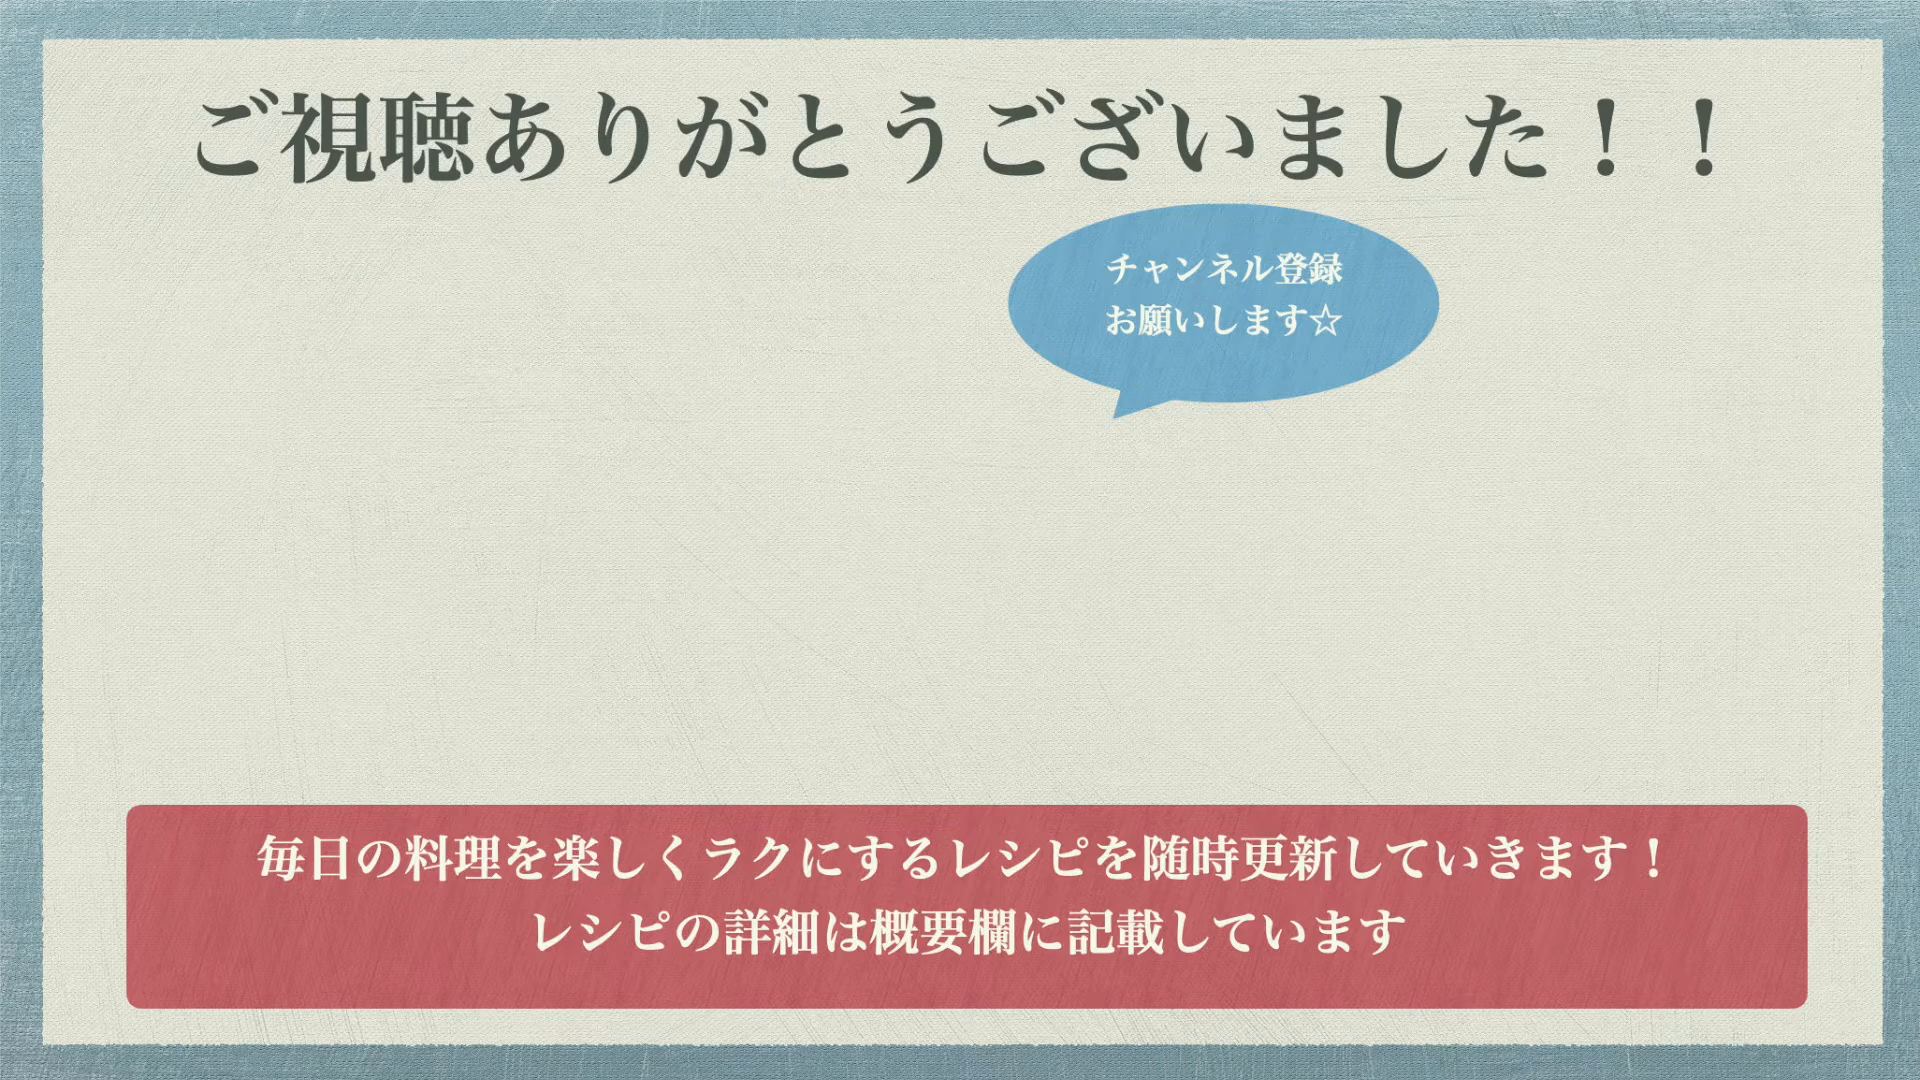 ご視聴ありがとうございました！！
チャンネル登録
お願いします☆
毎日の料理を楽しくラクにするレシピを随時更新していきます！
レシピの詳細は概要欄に記載しています